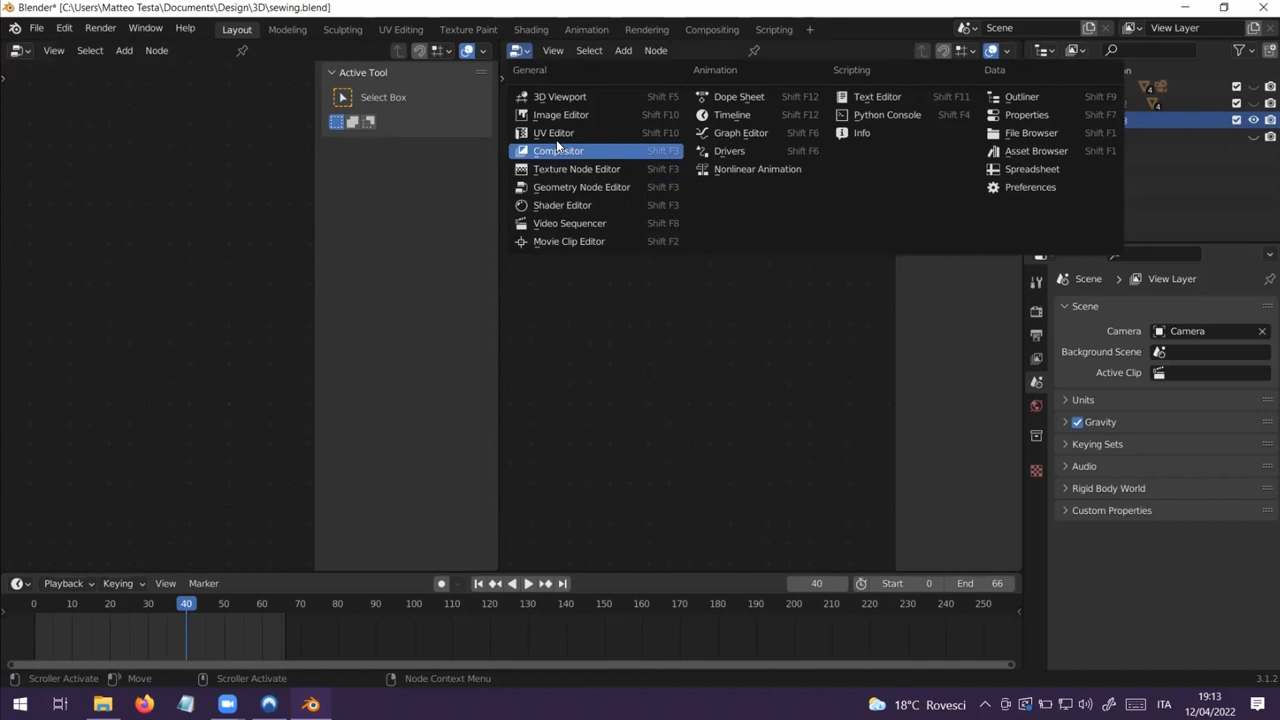 Blender* [C:\Users\Matteo Testa\Documents\Design\3D\sewing.blend]
File Edit Render Window Help Layout Modeling Sculpting UV Editing Texture Paint Shading Animation Rendering Compositing Scripting + Scene View Layer
View Select Add Node View Select Add Node
Active Tool
Select Box
General Animation Scripting Data
3D Viewport Shift F5 Dope Sheet Shift F12 Text Editor Shift F11 Outliner Shift F9
Image Editor Shift F10 Timeline Shift F12 Python Console Shift F4 Properties Shift F7
UV Editor Shift F10 Graph Editor Shift F6 Info File Browser Shift F1
Compositor Shift F3 Drivers Shift F6 Asset Browser Shift F1
Texture Node Editor Shift F3 Nonlinear Animation Spreadsheet
Geometry Node Editor Shift F3 Preferences
Shader Editor Shift F3
Video Sequencer Shift F8
Movie Clip Editor Shift F2
Scene View Layer
Scene
Camera Camera
Background Scene
Active Clip
Units
Gravity
Keying Sets
Audio
Rigid Body World
Custom Properties
Playback Keying View Marker 40 Start 0 End 66
0 10 20 30 40 50 60 70 80 90 100 110 120 130 140 150 160 170 180 190 200 210 220 230 240 250
Scroller Activate Move Scroller Activate Node Context Menu 3.1.2
18°C Rovesci ITA 19:13
12/04/2022